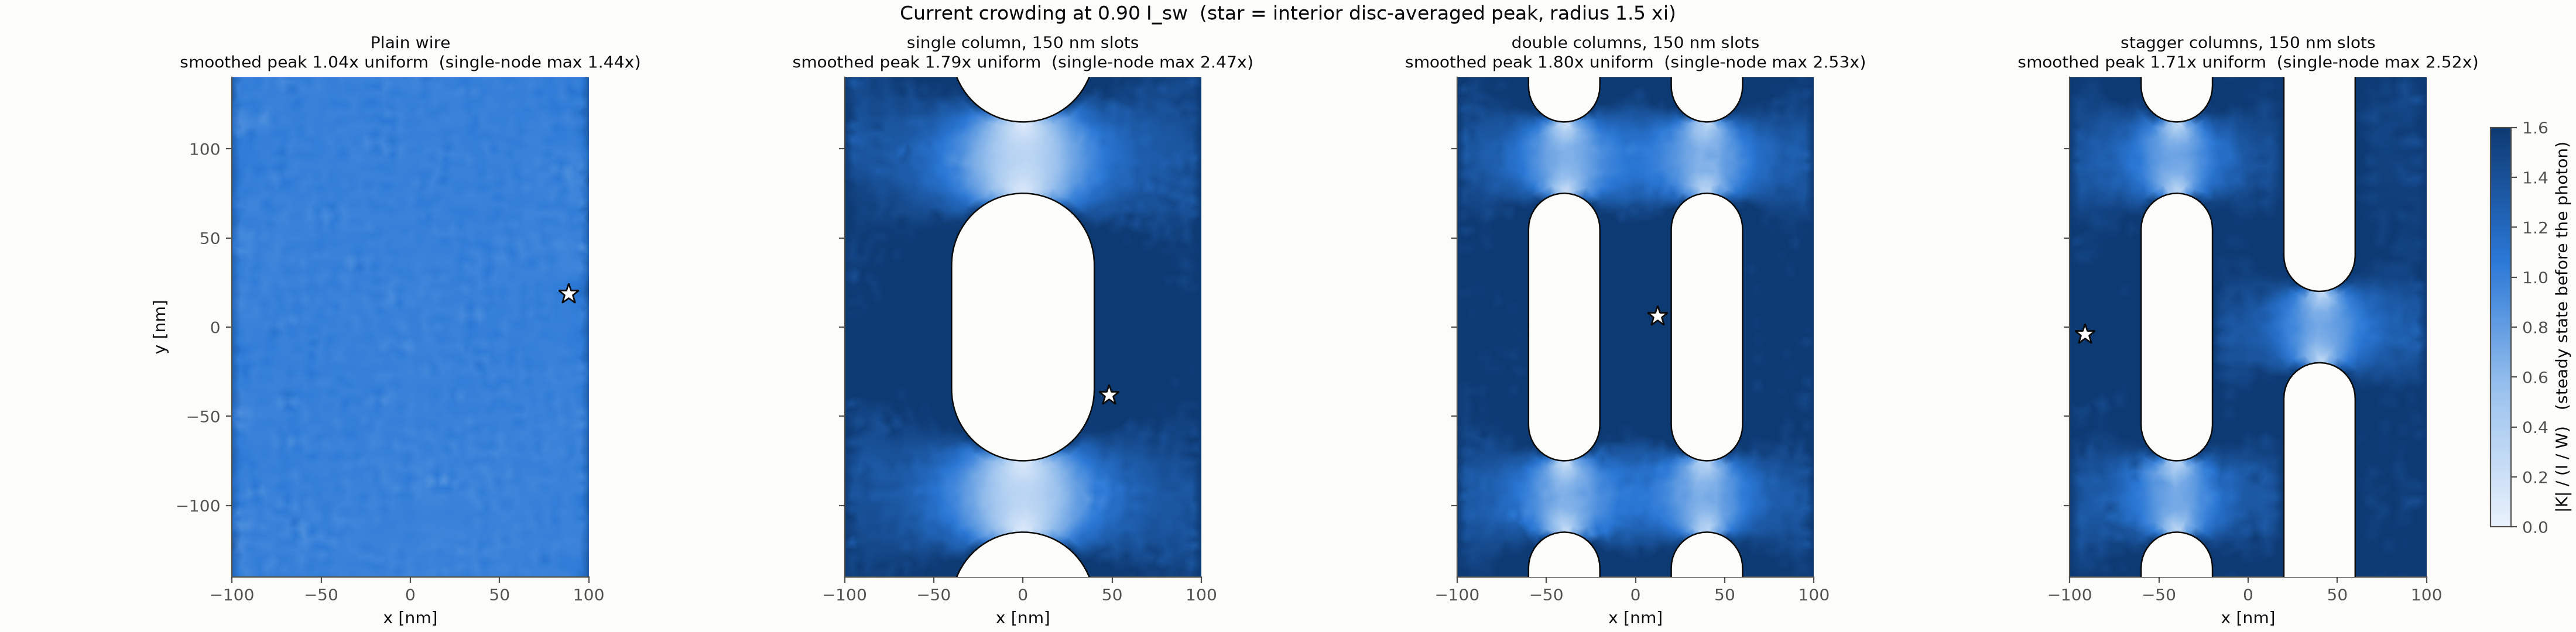 Current crowding at 0.90 I_sw  (star = interior disc-averaged peak, radius 1.5 xi)
Plain wire
smoothed peak 1.04x uniform  (single-node max 1.44x)
single column, 150 nm slots
smoothed peak 1.79x uniform  (single-node max 2.47x)
double columns, 150 nm slots
smoothed peak 1.80x uniform  (single-node max 2.53x)
stagger columns, 150 nm slots
smoothed peak 1.71x uniform  (single-node max 2.52x)
y [nm]
100
50
0
−50
−100
−100
−50
0
50
100
x [nm]
−100
−50
0
50
100
x [nm]
−100
−50
0
50
100
x [nm]
−100
−50
0
50
100
x [nm]
1.6
1.4
1.2
1.0
0.8
0.6
0.4
0.2
0.0
|K| / (I / W)   (steady state before the photon)